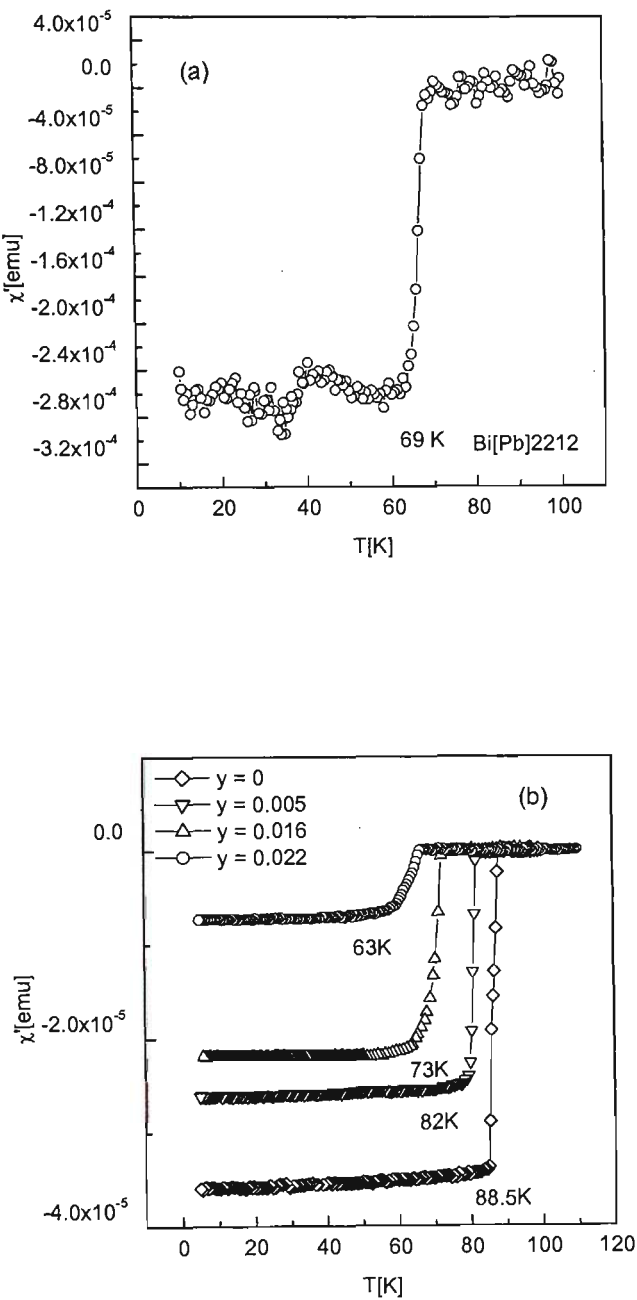 4.0x10⁻⁵
0.0
(a)
-4.0x10⁻⁵
-8.0x10⁻⁵
-1.2x10⁻⁴
-1.6x10⁻⁴
-2.0x10⁻⁴
-2.4x10⁻⁴
-2.8x10⁻⁴
-3.2x10⁻⁴
χ'[emu]
69 K Bi[Pb]2212
0 20 40 60 80 100
T[K]
y = 0
y = 0.005
y = 0.016
y = 0.022
(b)
0.0
63K
χ'[emu]
-2.0x10⁻⁵
73K
82K
88.5K
-4.0x10⁻⁵
0 20 40 60 80 100 120
T[K]